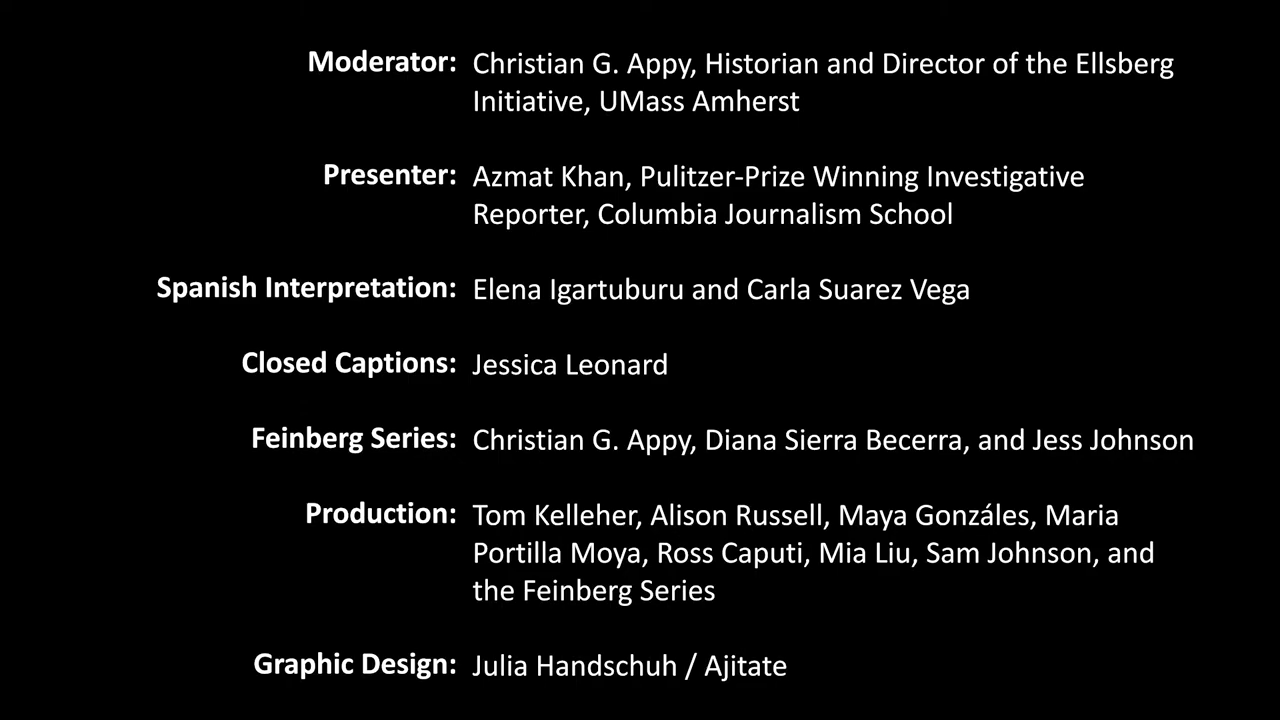 Moderator: Christian G. Appy, Historian and Director of the Ellsberg
Initiative, UMass Amherst
Presenter: Azmat Khan, Pulitzer-Prize Winning Investigative
Reporter, Columbia Journalism School
Spanish Interpretation: Elena Igartuburu and Carla Suarez Vega
Closed Captions: Jessica Leonard
Feinberg Series: Christian G. Appy, Diana Sierra Becerra, and Jess Johnson
Production: Tom Kelleher, Alison Russell, Maya Gonzáles, Maria
Portilla Moya, Ross Caputi, Mia Liu, Sam Johnson, and
the Feinberg Series
Graphic Design: Julia Handschuh / Ajitate